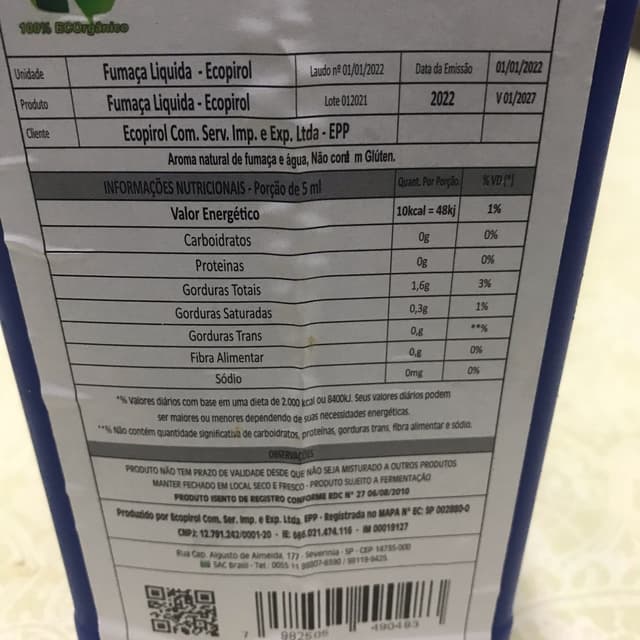 100% ECOrgânico
Unidade Fumaça Liquida - Ecopirol Laudo nº 01/01/2022 Data da Emissão 01/01/2022
Produto Fumaça Liquida - Ecopirol Lote 012021 2022 V 01/2027
Cliente Ecopirol Com. Serv. Imp. e Exp. Ltda - EPP
Aroma natural de fumaça e água, Não cont m Glúten.
INFORMAÇÕES NUTRICIONAIS - Porção de 5 ml Quant. Por Porção % VD (*)
Valor Energético 10kcal = 48kj 1%
Carboidratos 0g 0%
Proteinas 0g 0%
Gorduras Totais 1,6g 3%
Gorduras Saturadas 0,3g 1%
Gorduras Trans 0,g **%
Fibra Alimentar 0,g 0%
Sódio 0mg 0%
*% Valores diários com base em uma dieta de 2.000 kcal ou 8400kJ. Seus valores diários podem
ser maiores ou menores dependendo de suas necessidades energéticas.
**% Não contém quantidade significativa de carboidratos, proteínas, gorduras trans, fibra alimentar e sódio.
OBSERVAÇÕES
PRODUTO NÃO TEM PRAZO DE VALIDADE DESDE QUE NÃO SEJA MISTURADO A OUTROS PRODUTOS
MANTER FECHADO EM LOCAL SECO E FRESCO - PRODUTO SUJEITO A FERMENTAÇÃO
PRODUTO ISENTO DE REGISTRO CONFORME RDC Nº 27 06/08/2010
Produzido por Ecopirol Com. Ser. Imp. e Exp. Ltda. EPP - Registrada no MAPA Nº EC: SP 002880-0
CNPJ: 12.791.242/0001-20 - IE: 646.021.474.116 - IM 00019127
Rua Cap. Algusto de Almeida, 177 - Severinia - SP - CEP 14735-000
SAC Brasil - Tel.: 0055
7 982506 490483